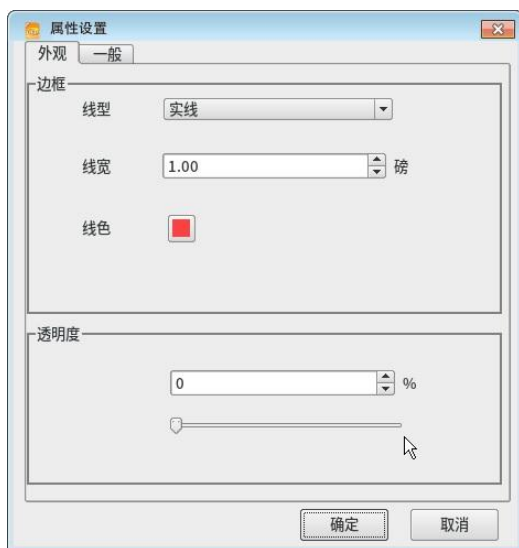 属性设置
外观 一般
边框
线型 实线
线宽 1.00 磅
线色
透明度
0 %
确定 取消